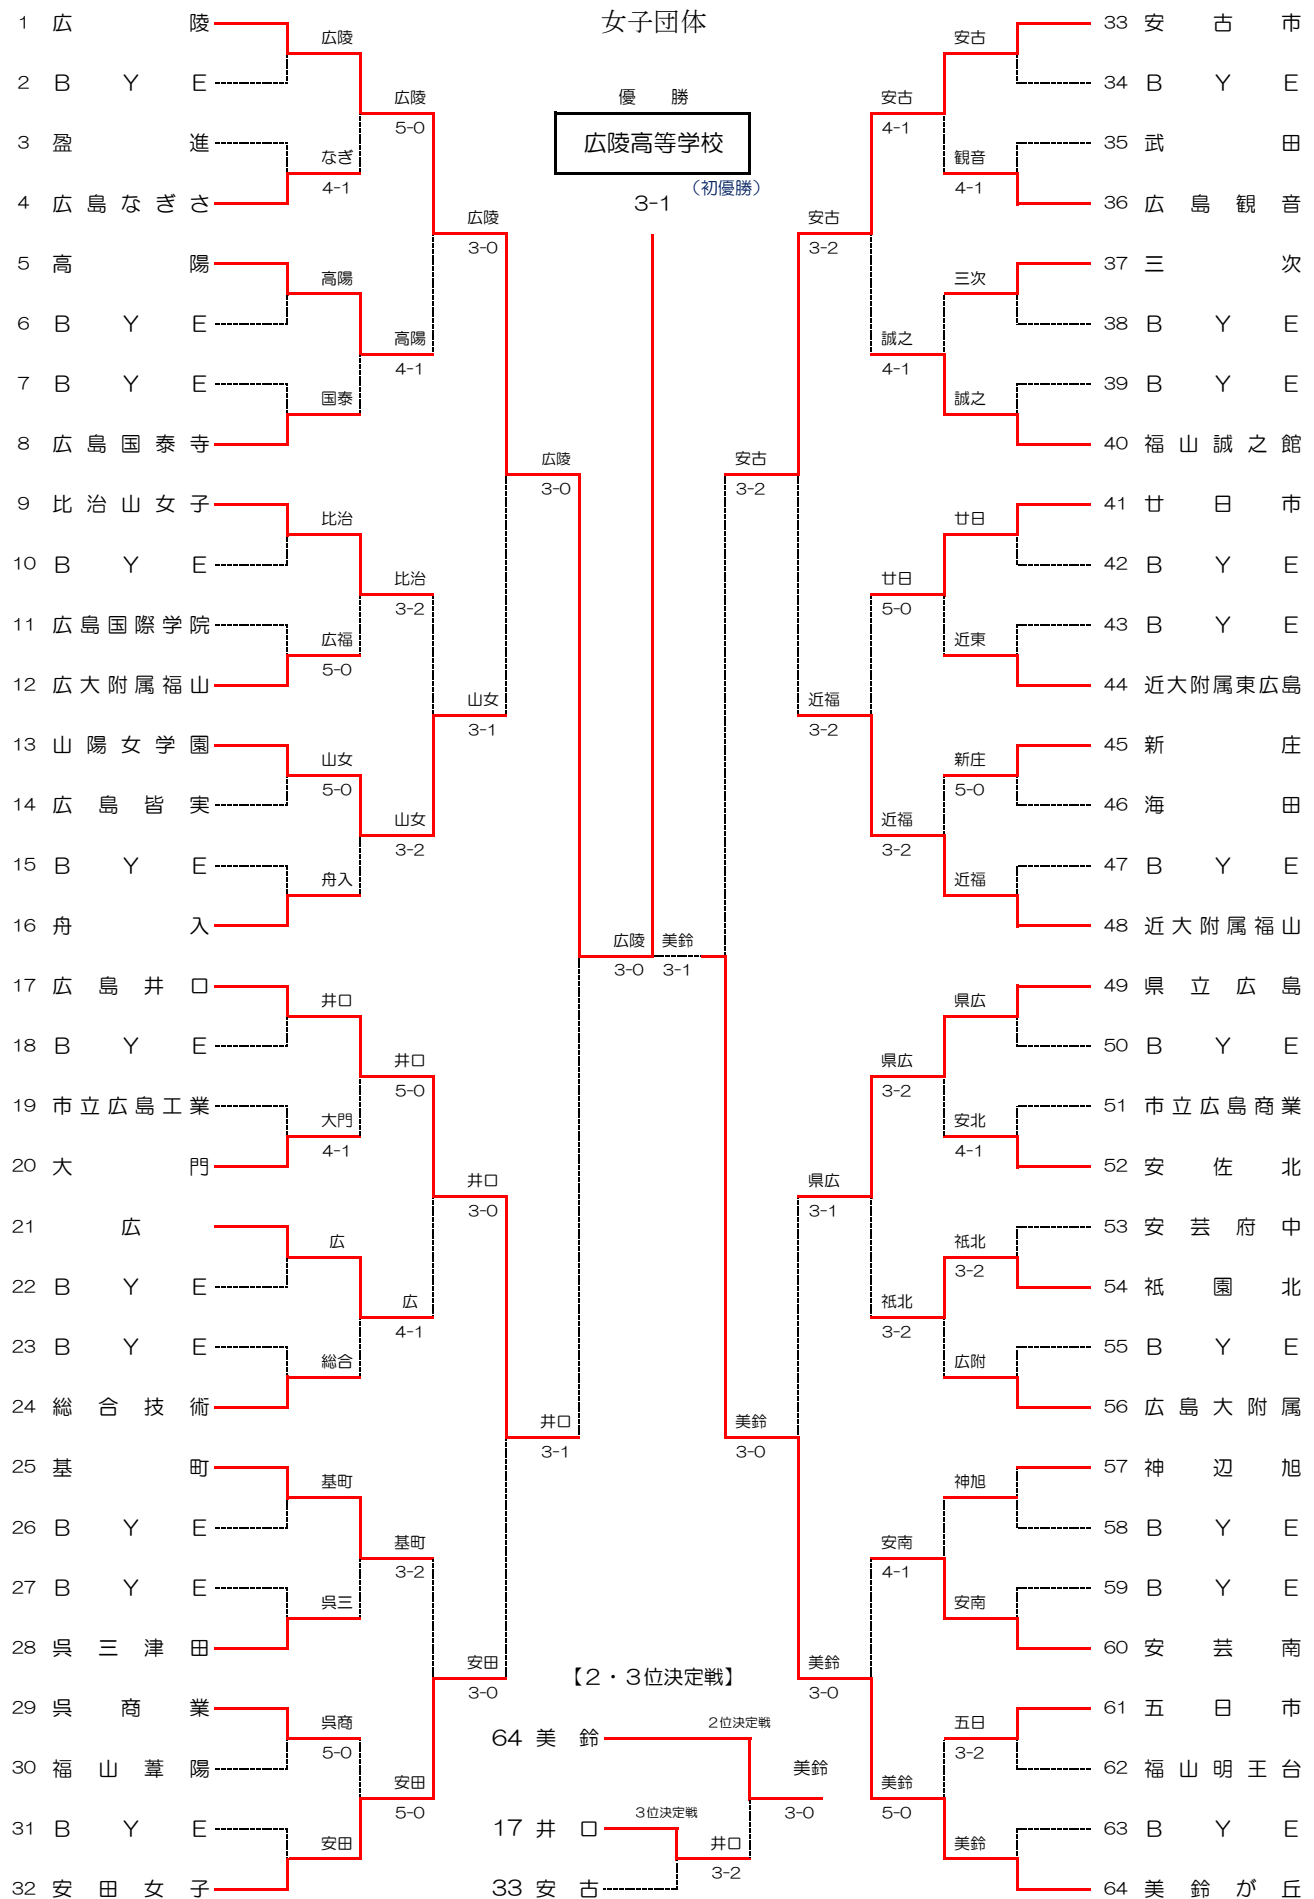 女子団体
優 勝
広陵高等学校
(初優勝)
3-1
1 広 陵
2 B Y E
3 盈 進
4 広島なぎさ
5 高 陽
6 B Y E
7 B Y E
8 広島国泰寺
9 比治山女子
10 B Y E
11 広島国際学院
12 広大附属福山
13 山陽女学園
14 広島皆実
15 B Y E
16 舟 入
17 広島井口
18 B Y E
19 市立広島工業
20 大 門
21 広
22 B Y E
23 B Y E
24 総合技術
25 基 町
26 B Y E
27 B Y E
28 呉三津田
29 呉商業
30 福山葦陽
31 B Y E
32 安田女子
広陵
なぎ
4-1
高陽
国泰
比治
広福
5-0
山女
5-0
舟入
井口
大門
4-1
広
総合
基町
呉三
呉商
5-0
安田
広陵
5-0
高陽
4-1
比治
3-2
山女
3-2
井口
5-0
広
4-1
基町
3-2
安田
5-0
広陵
3-0
山女
3-1
井口
3-0
安田
3-0
広陵
3-0
井口
3-1
広陵
3-0
美鈴
3-1
安古
3-2
美鈴
3-0
安古
3-2
近福
3-2
県広
3-1
美鈴
3-0
安古
4-1
誠之
4-1
廿日
5-0
近福
3-2
県広
3-2
祇北
3-2
安南
4-1
美鈴
5-0
安古
観音
4-1
三次
誠之
廿日
近東
新庄
5-0
近福
県広
安北
4-1
祇北
3-2
広附
神旭
安南
五日
3-2
美鈴
33 安古市
34 B Y E
35 武 田
36 広島観音
37 三 次
38 B Y E
39 B Y E
40 福山誠之館
41 廿日市
42 B Y E
43 B Y E
44 近大附属東広島
45 新 庄
46 海 田
47 B Y E
48 近大附属福山
49 県立広島
50 B Y E
51 市立広島商業
52 安佐北
53 安芸府中
54 祇園北
55 B Y E
56 広島大附属
57 神辺旭
58 B Y E
59 B Y E
60 安芸南
61 五日市
62 福山明王台
63 B Y E
64 美鈴が丘
【2・3位決定戦】
64 美 鈴
2位決定戦
美鈴
3-0
17 井 口
3位決定戦
井口
3-2
33 安 古